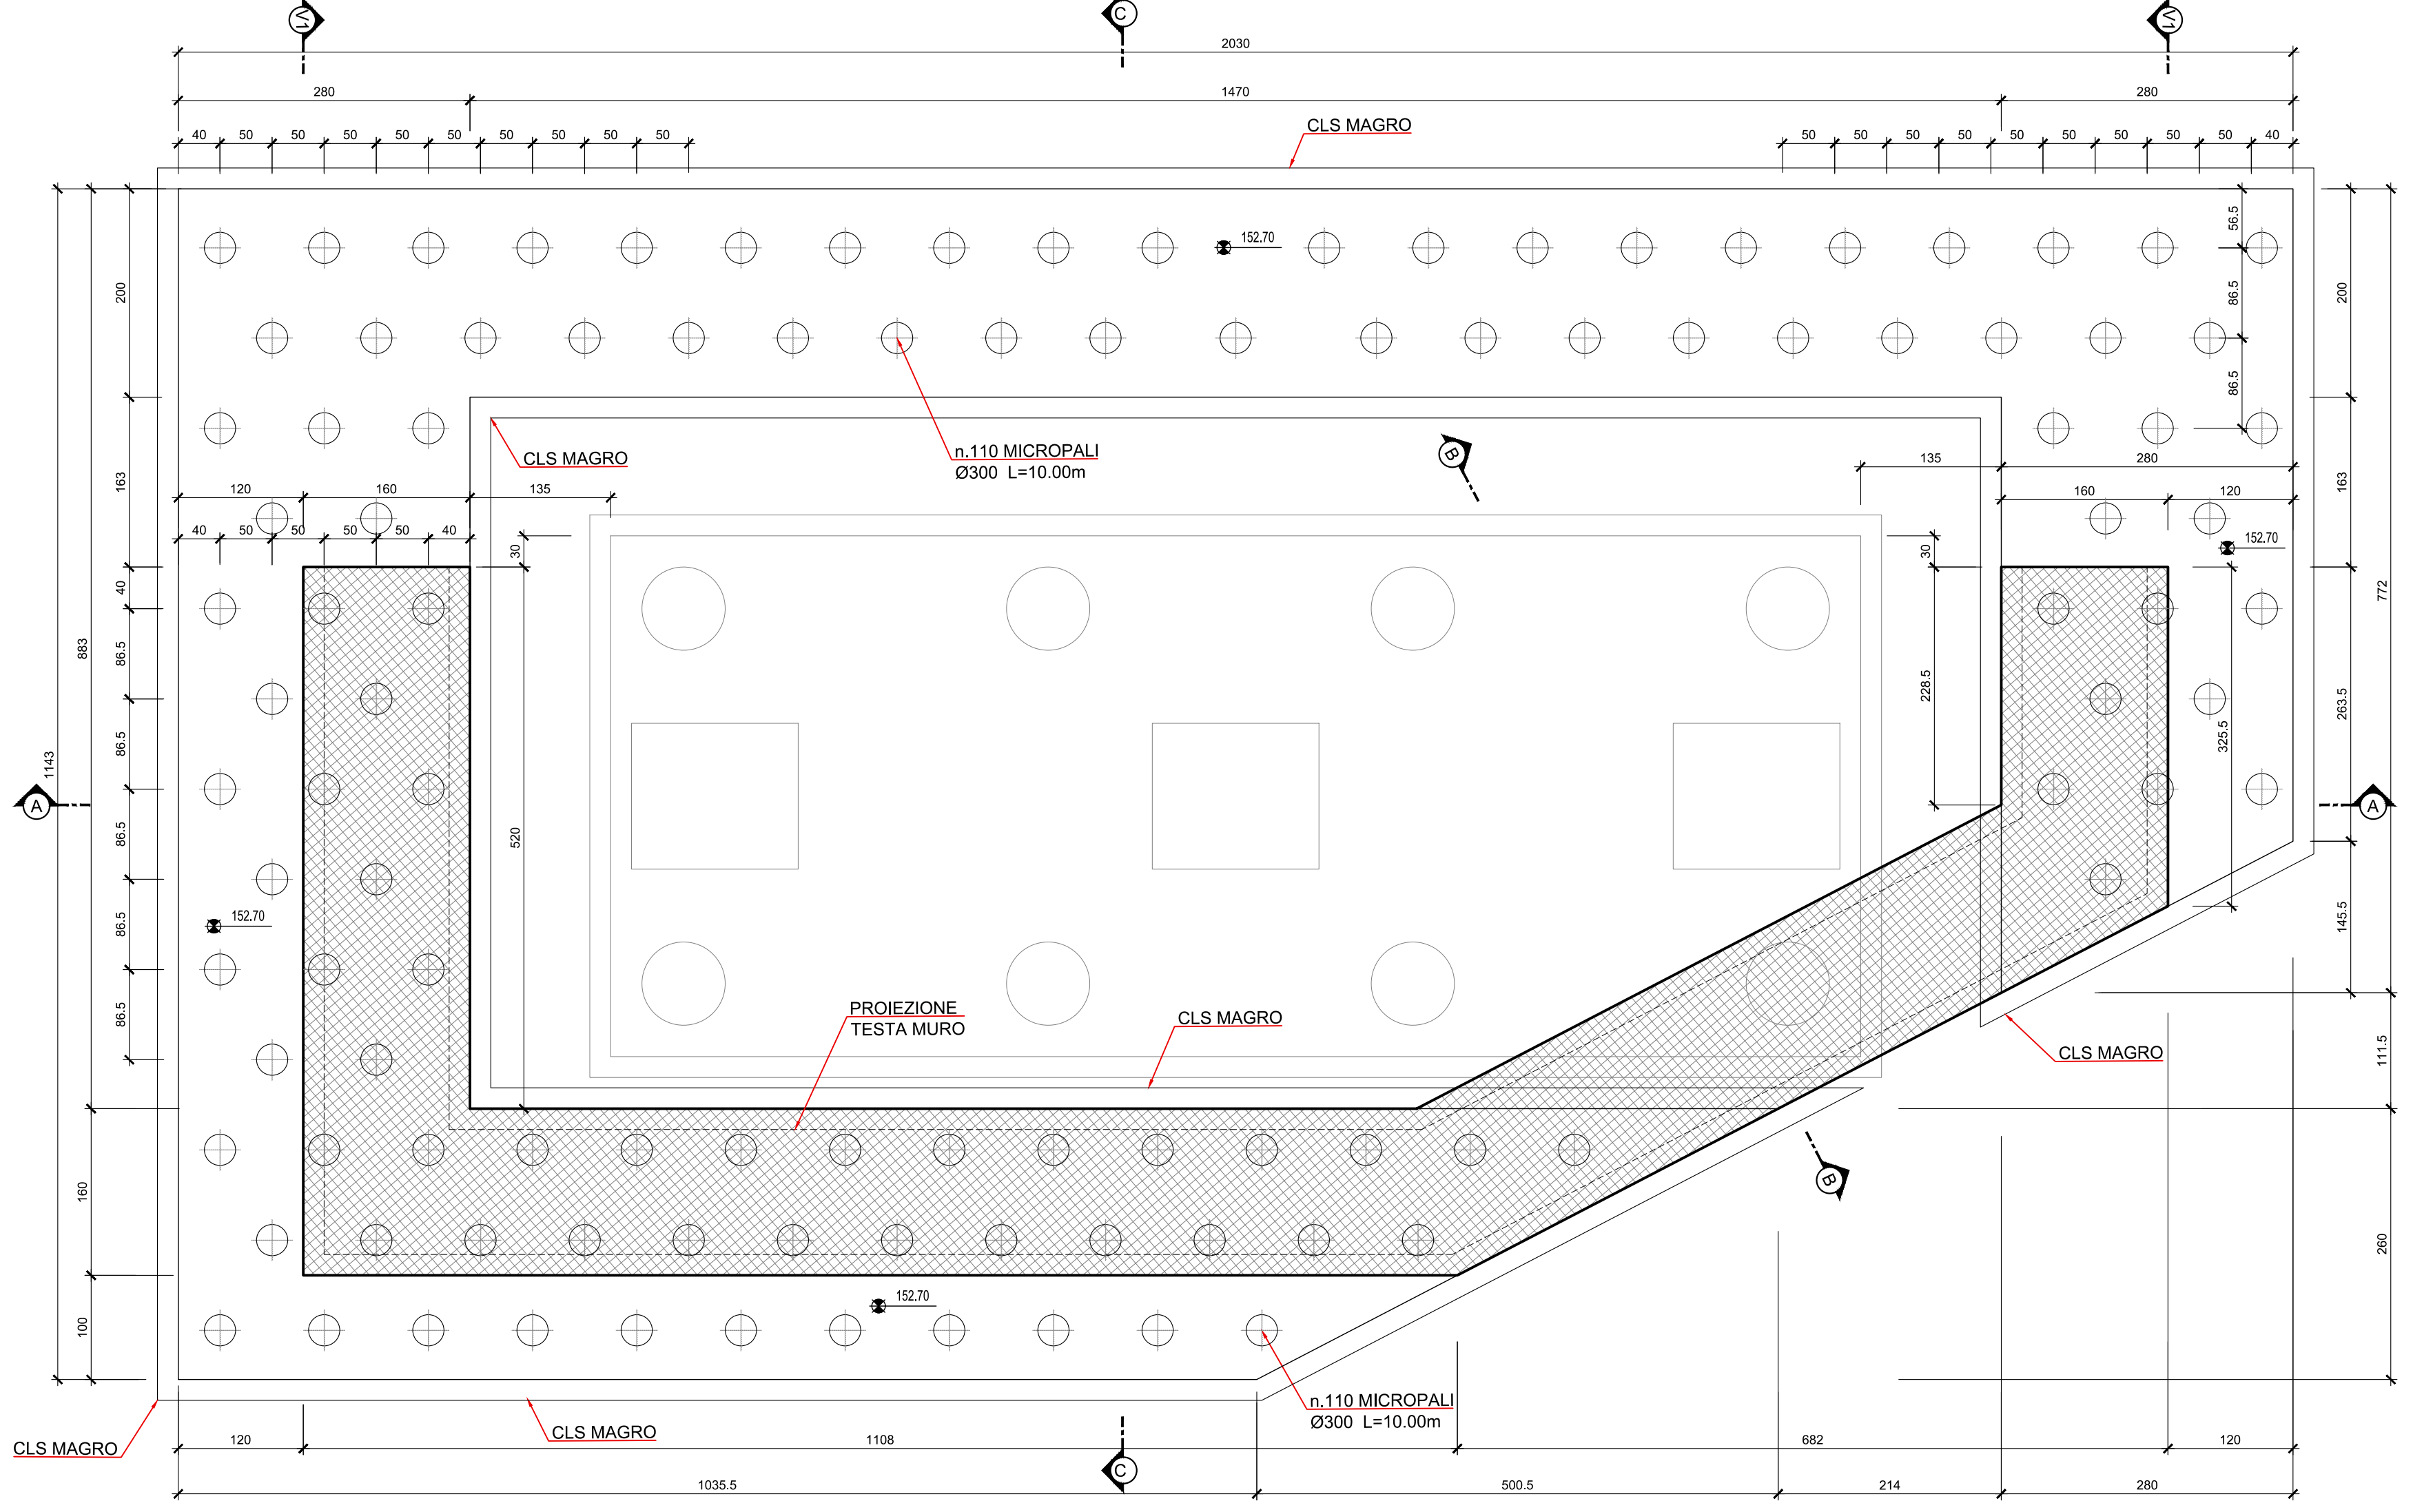 V1
C
V1
2030
280
1470
280
40 50 50 50 50 50 50 50 50 50
50 50 50 50 50 50 50 50 50 40
CLS MAGRO
56.5
152.70
86.5
86.5
200
200
CLS MAGRO
n.110 MICROPALI
Ø300 L=10.00m
B
135
280
163
163
120
160
135
160
120
40 50 50 50 50 40
152.70
30
30
40
772
883
86.5
228.5
263.5
325.5
1143
86.5
A
A
520
86.5
152.70
86.5
145.5
86.5
PROIEZIONE
TESTA MURO
CLS MAGRO
CLS MAGRO
111.5
B
160
260
152.70
100
n.110 MICROPALI
Ø300 L=10.00m
CLS MAGRO
CLS MAGRO
120
1108
682
120
C
1035.5
500.5
214
280